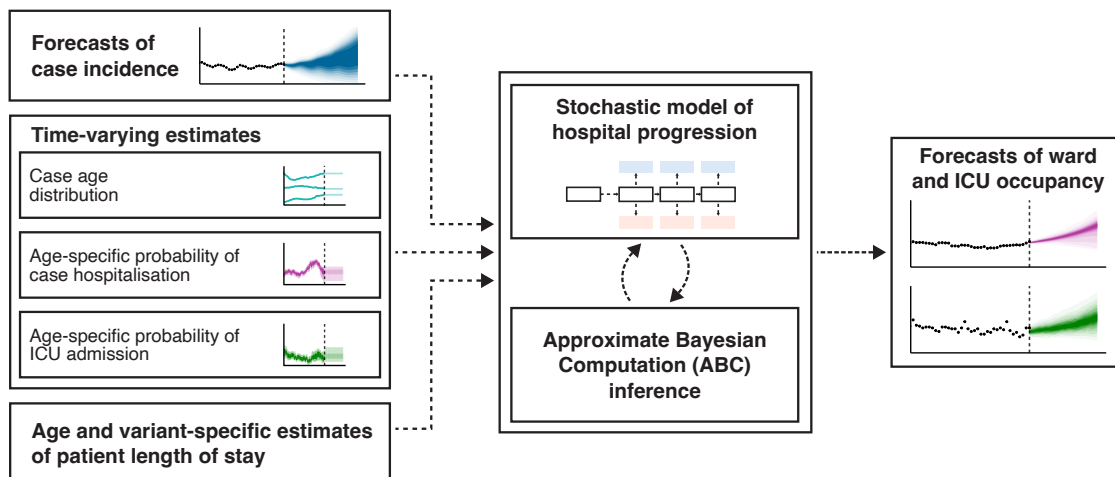 Forecasts of
case incidence
Time-varying estimates
Case age
distribution
Age-specific probability of
case hospitalisation
Age-specific probability of
ICU admission
Age and variant-specific estimates
of patient length of stay
Stochastic model of
hospital progression
Approximate Bayesian
Computation (ABC)
inference
Forecasts of ward
and ICU occupancy